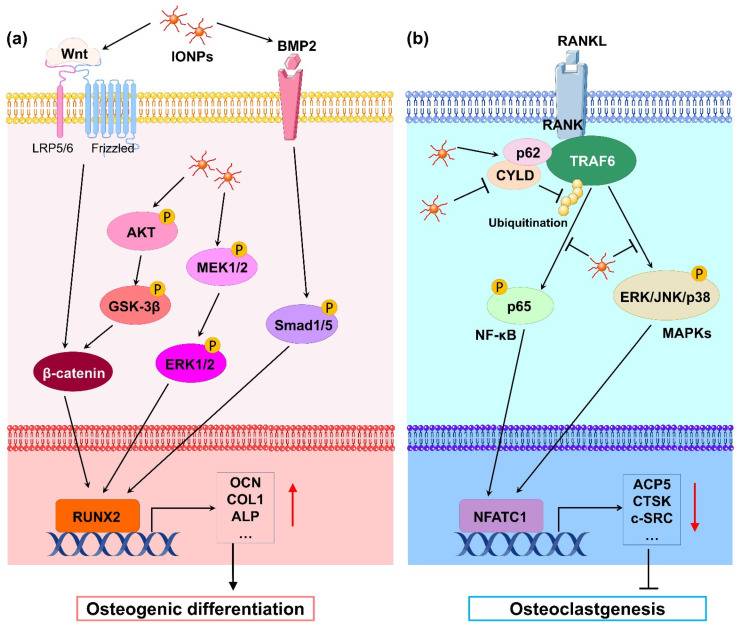 (a)
Wnt
IONPs
BMP2
LRP5/6
Frizzled
AKT
P
MEK1/2
P
GSK-3β
P
Smad1/5
P
β-catenin
ERK1/2
P
RUNX2
OCN
COL1
ALP
...
Osteogenic differentiation
(b)
RANKL
RANK
p62
TRAF6
CYLD
Ubiquitination
P
p65
NF-κB
P
ERK/JNK/p38
MAPKs
NFATC1
ACP5
CTSK
c-SRC
...
Osteoclastgenesis